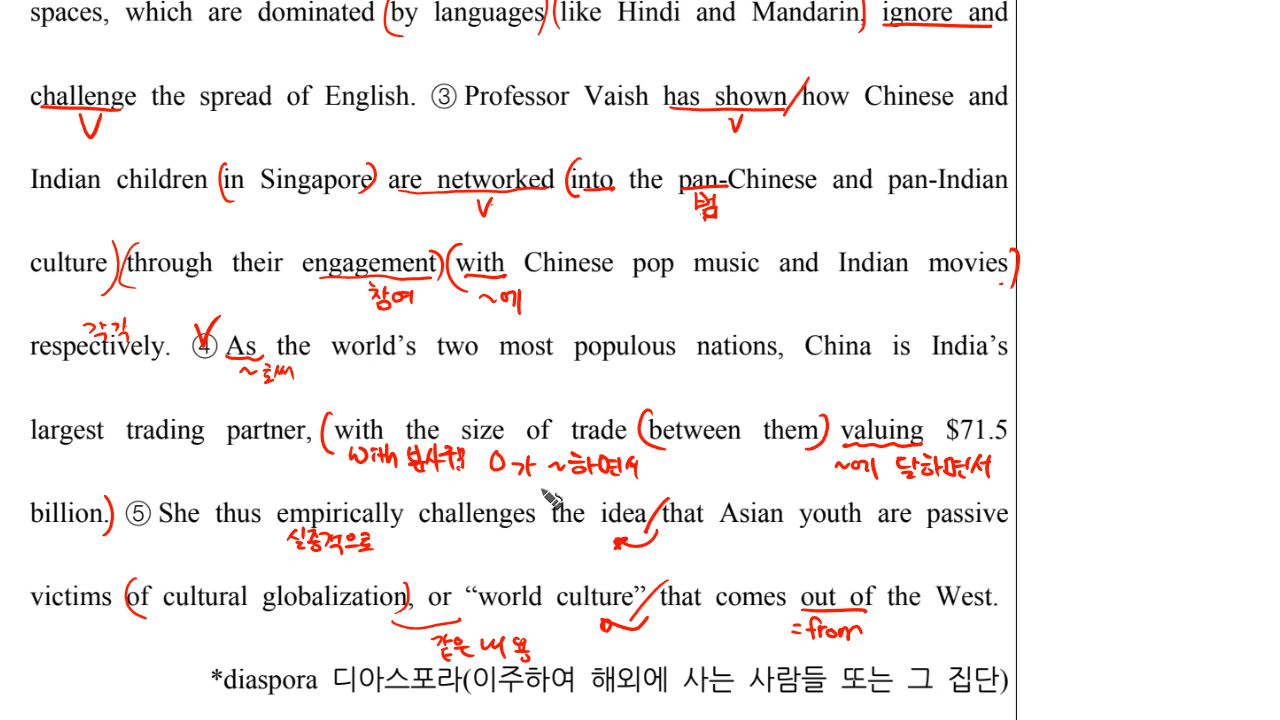 spaces, which are dominated by languages like Hindi and Mandarin, ignore and
challenge the spread of English. ③ Professor Vaish has shown how Chinese and
V
V
Indian children in Singapore are networked into the pan-Chinese and pan-Indian
V
범
culture through their engagement with Chinese pop music and Indian movies,
참여
~에
각각
respectively. ④ As the world's two most populous nations, China is India's
V
~로써
largest trading partner, with the size of trade between them valuing $71.5
with 분사구문 O가 ~하면서
~에 달하면서
billion. ⑤ She thus empirically challenges the idea that Asian youth are passive
실증적으로
victims of cultural globalization, or “world culture” that comes out of the West.
같은 내용
=from
*diaspora 디아스포라(이주하여 해외에 사는 사람들 또는 그 집단)